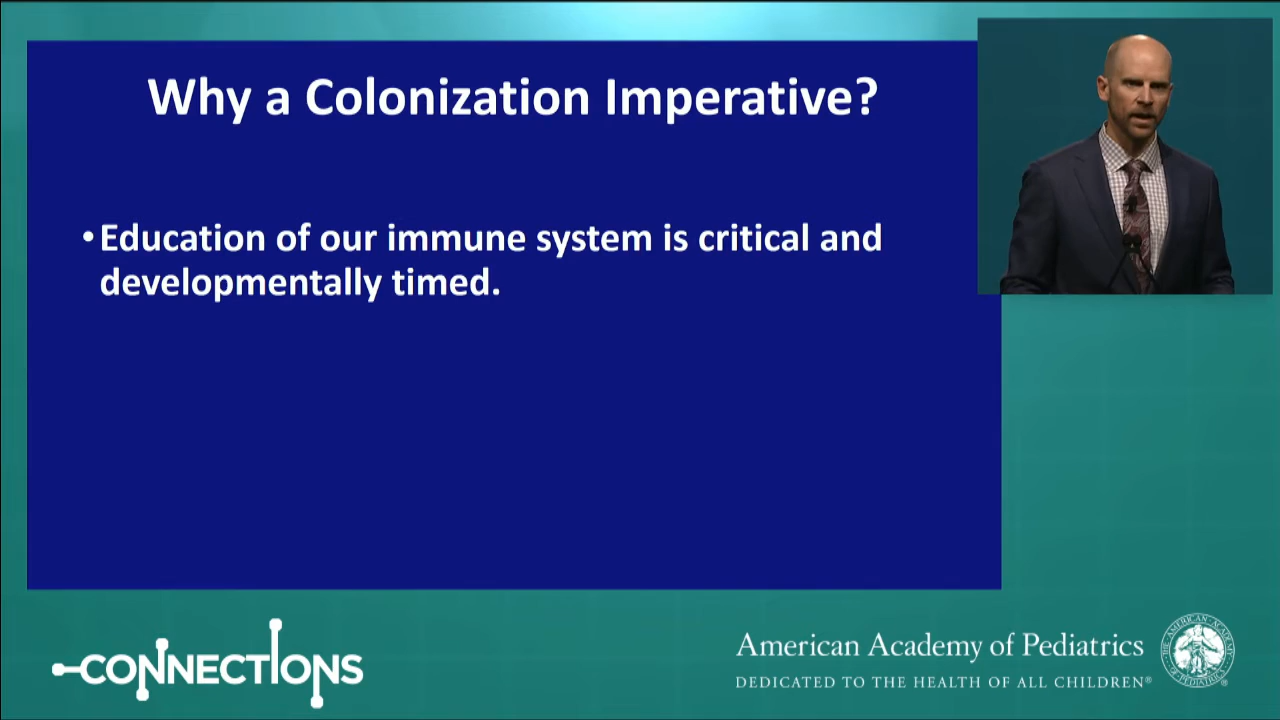 Why a Colonization Imperative?
•Education of our immune system is critical and
developmentally timed.
CONNECTIONS
American Academy of Pediatrics
DEDICATED TO THE HEALTH OF ALL CHILDREN®